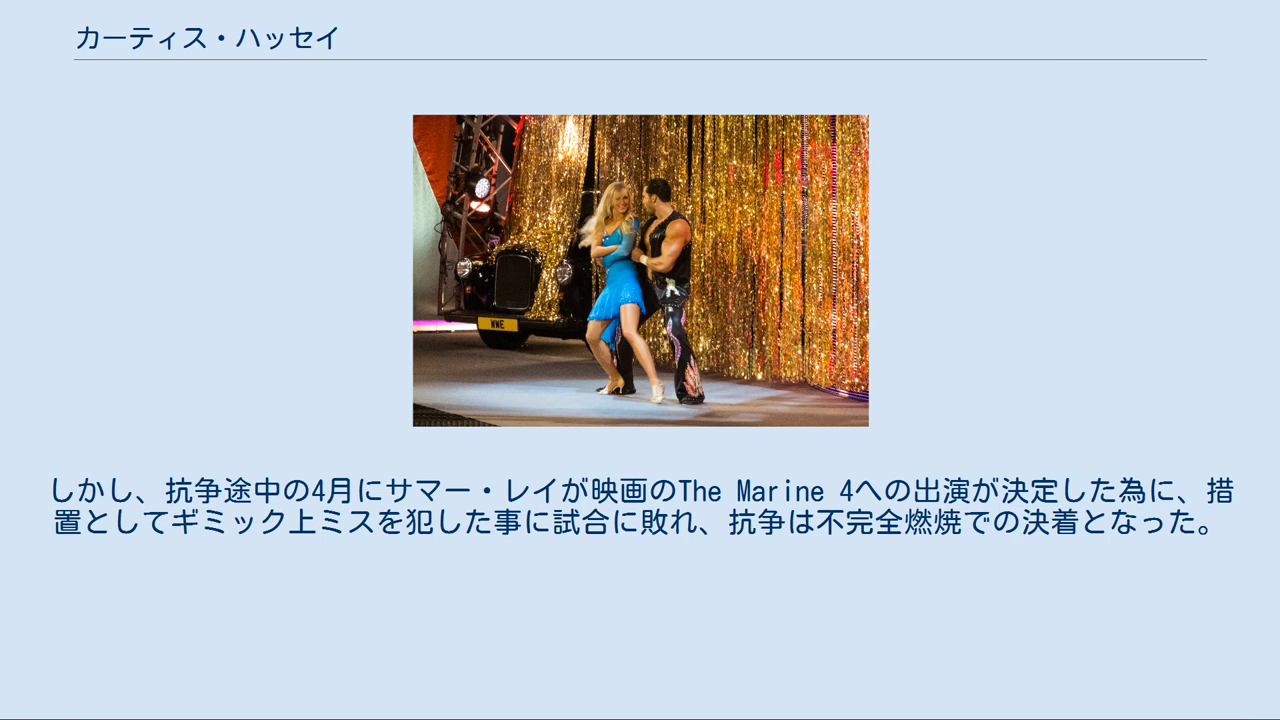 カーティス・ハッセイ
WWE
しかし、抗争途中の4月にサマー・レイが映画のThe Marine 4への出演が決定した為に、措
置としてギミック上ミスを犯した事に試合に敗れ、抗争は不完全燃焼での決着となった。